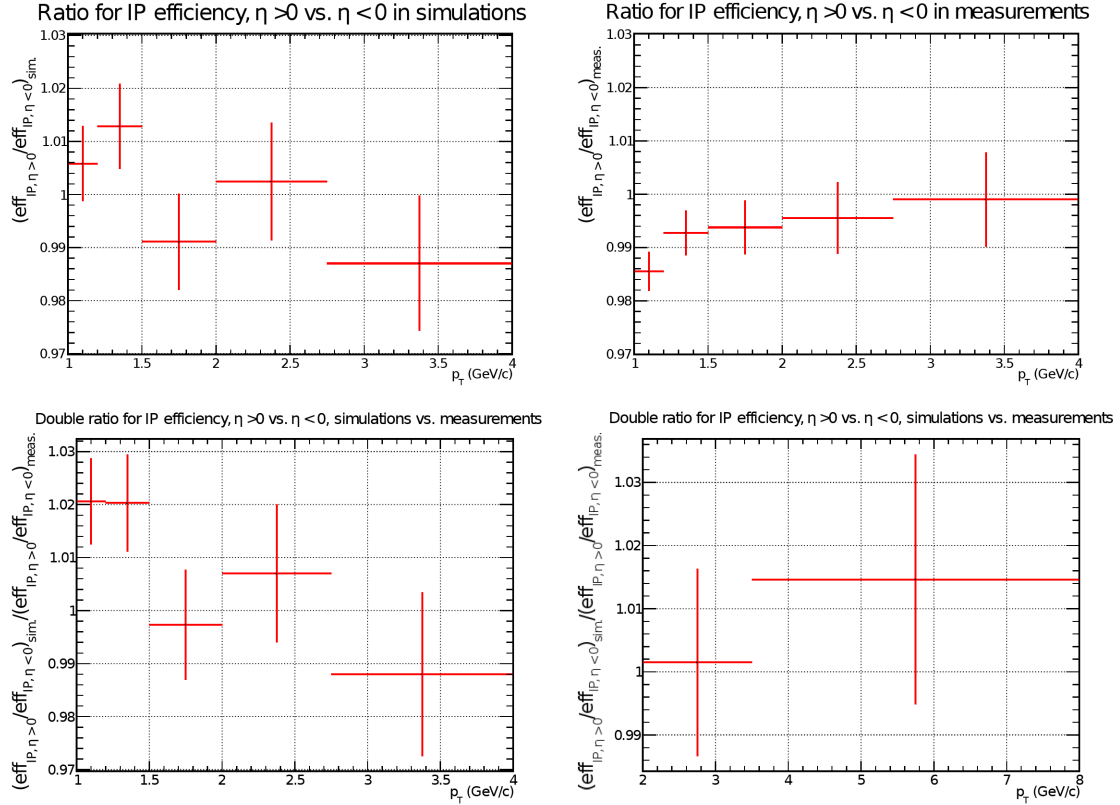 Ratio for IP efficiency, η >0 vs. η < 0 in simulations
(eff_IP, η >0/eff_IP, η <0)_sim.
1.03
1.02
1.01
1
0.99
0.98
0.97
1 1.5 2 2.5 3 3.5 4
p_T (GeV/c)
Ratio for IP efficiency, η >0 vs. η < 0 in measurements
(eff_IP, η >0/eff_IP, η <0)_meas.
1.03
1.02
1.01
1
0.99
0.98
0.97
1 1.5 2 2.5 3 3.5 4
p_T (GeV/c)
Double ratio for IP efficiency, η >0 vs. η < 0, simulations vs. measurements
(eff_IP, η >0/eff_IP, η <0)_sim./(eff_IP, η >0/eff_IP, η <0)_meas.
1.03
1.02
1.01
1
0.99
0.98
0.97
1 1.5 2 2.5 3 3.5 4
p_T (GeV/c)
Double ratio for IP efficiency, η >0 vs. η < 0, simulations vs. measurements
(eff_IP, η >0/eff_IP, η <0)_sim./(eff_IP, η >0/eff_IP, η <0)_meas.
1.03
1.02
1.01
1
0.99
2 3 4 5 6 7 8
p_T (GeV/c)